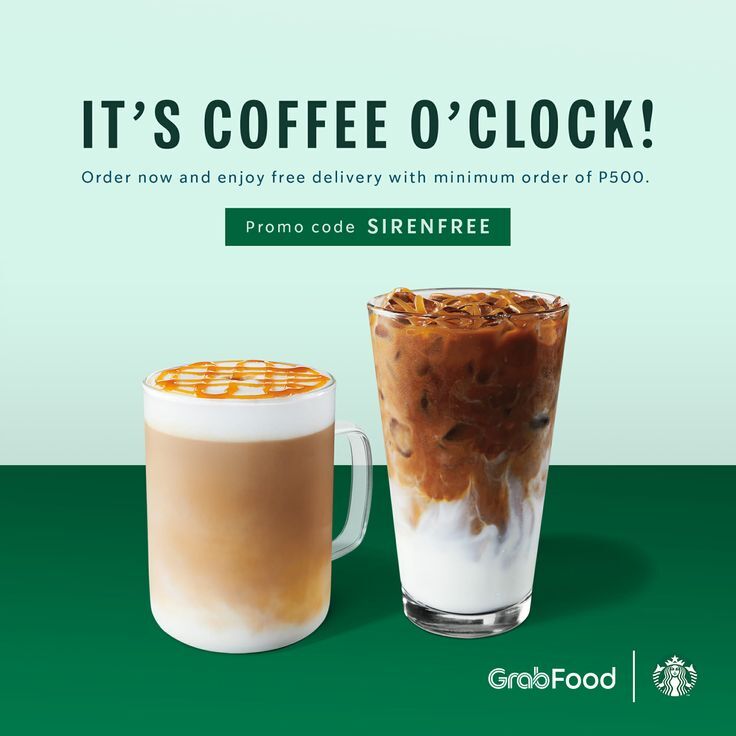 IT'S COFFEE O'CLOCK!
Order now and enjoy free delivery with minimum order of P500.
Promo code SIRENFREE
GrabFood